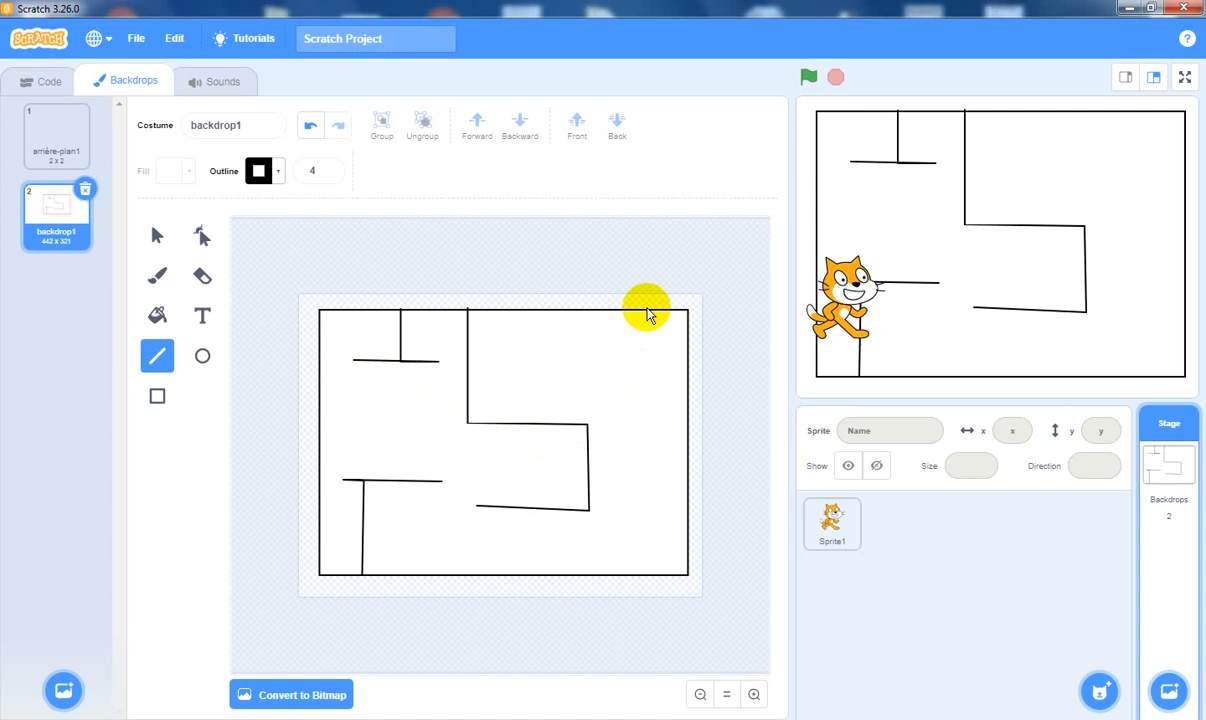 Scratch 3.26.0
SCRATCH File Edit Tutorials Scratch Project
Code Backdrops Sounds
1
arrière-plan1
2 x 2
2
backdrop1
442 x 321
Costume backdrop1 Group Ungroup Forward Backward Front Back
Fill Outline 4
Convert to Bitmap
Sprite Name x x y y
Show Size Direction
Sprite1
Stage
Backdrops
2